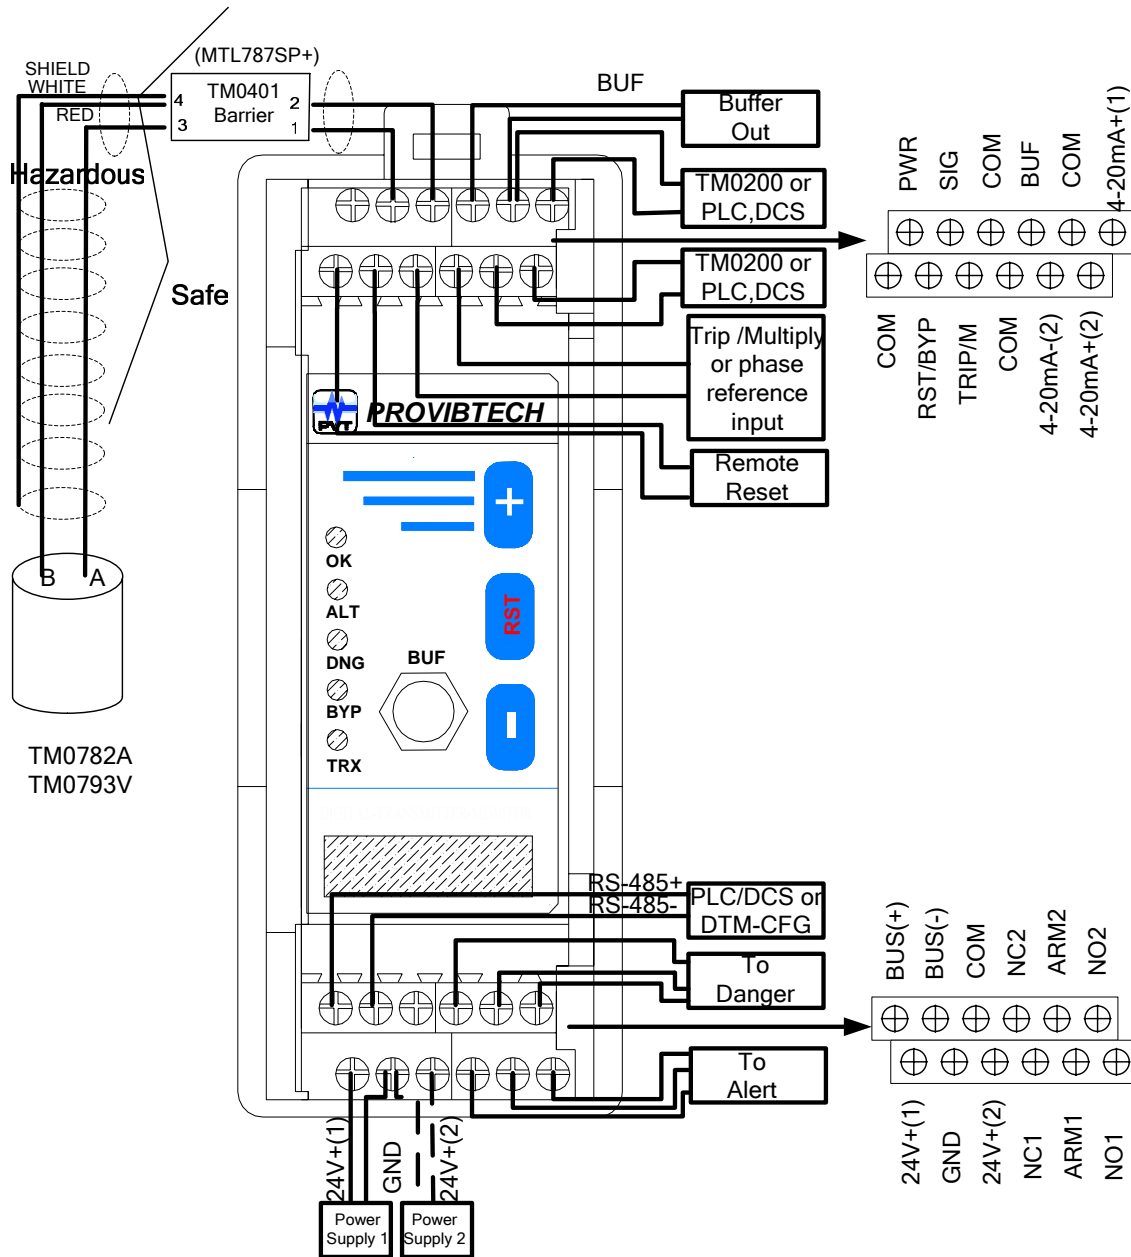 (MTL787SP+)
SHIELD
WHITE
RED
4
3
TM0401
Barrier
2
1
BUF
Buffer
Out
Hazardous
Safe
TM0200 or
PLC,DCS
TM0200 or
PLC,DCS
Trip /Multiply
or phase
reference
input
Remote
Reset
PWR
SIG
COM
BUF
COM
4-20mA+(1)
COM
RST/BYP
TRIP/M
COM
4-20mA-(2)
4-20mA+(2)
PVT
PROVIBTECH
+
OK
ALT
DNG
BYP
TRX
RST
BUF
-
B
A
TM0782A
TM0793V
RS-485+
RS-485-
PLC/DCS or
DTM-CFG
To
Danger
To
Alert
BUS(+)
BUS(-)
COM
NC2
ARM2
NO2
24V+(1)
GND
24V+(2)
NC1
ARM1
NO1
24V+(1)
GND
24V+(2)
Power
Supply 1
Power
Supply 2